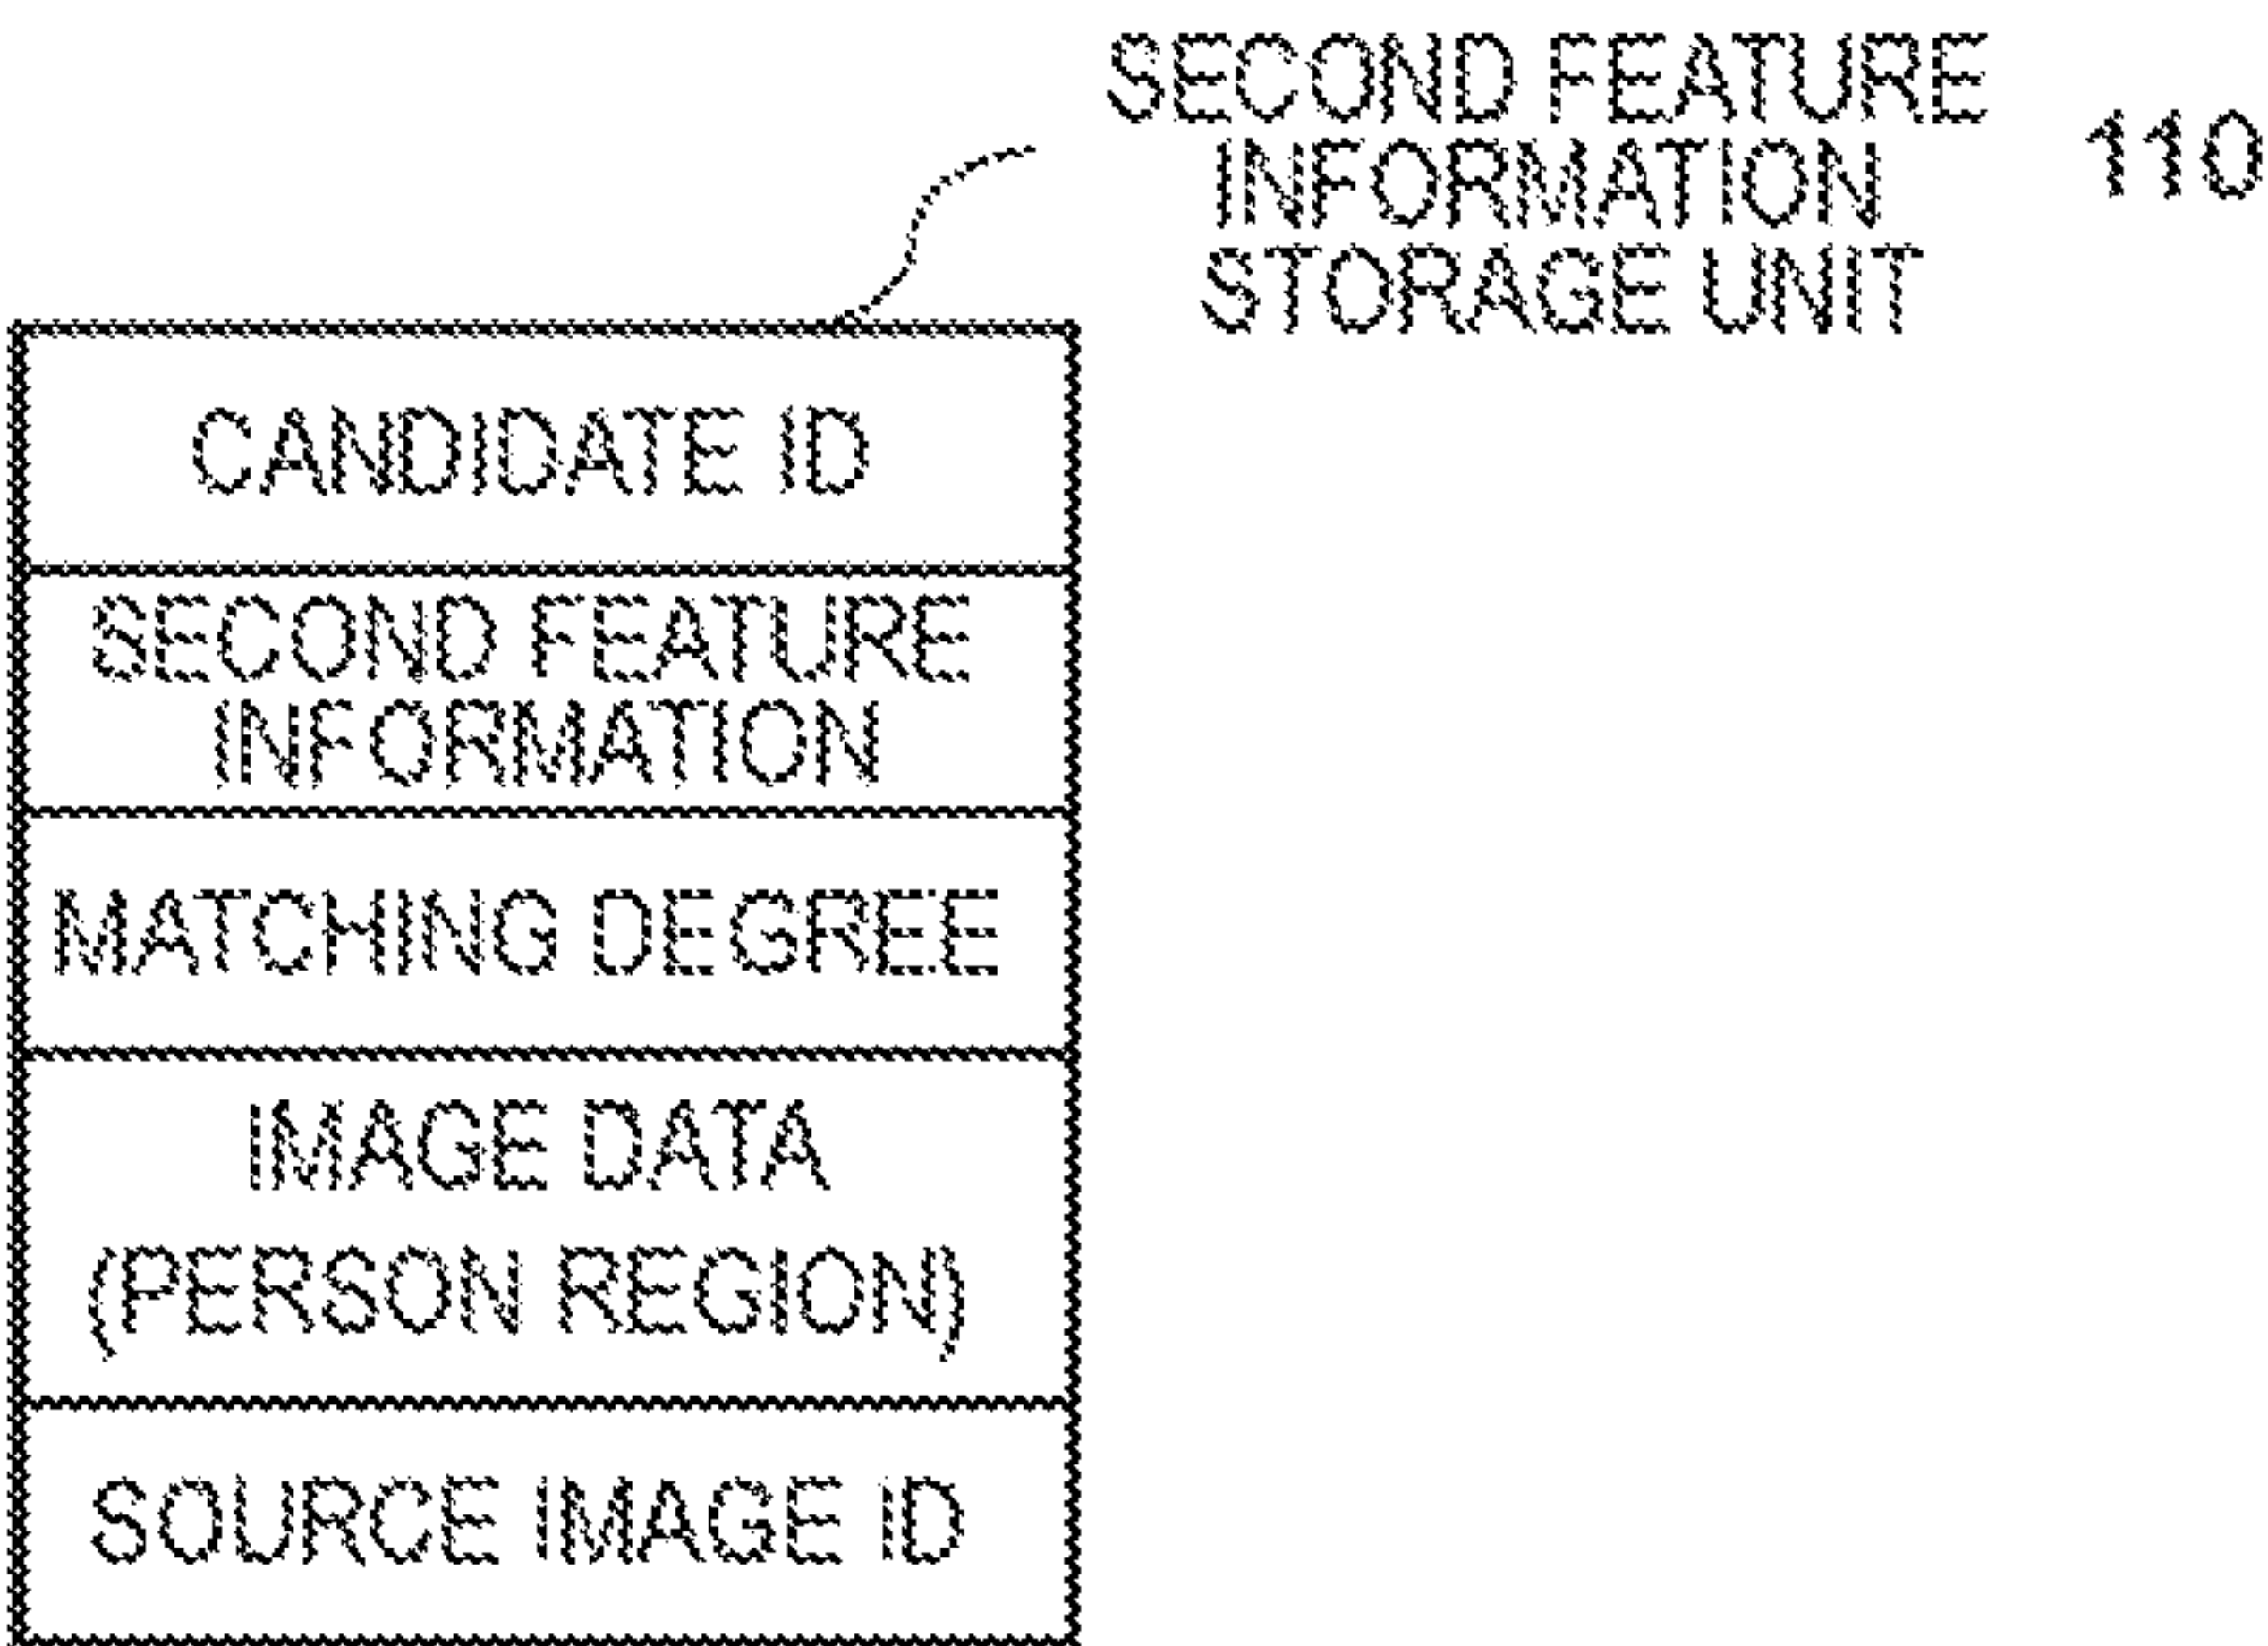 SECOND FEATURE
INFORMATION
STORAGE UNIT
110
CANDIDATE ID
SECOND FEATURE
INFORMATION
MATCHING DEGREE
IMAGE DATA
(PERSON REGION)
SOURCE IMAGE ID